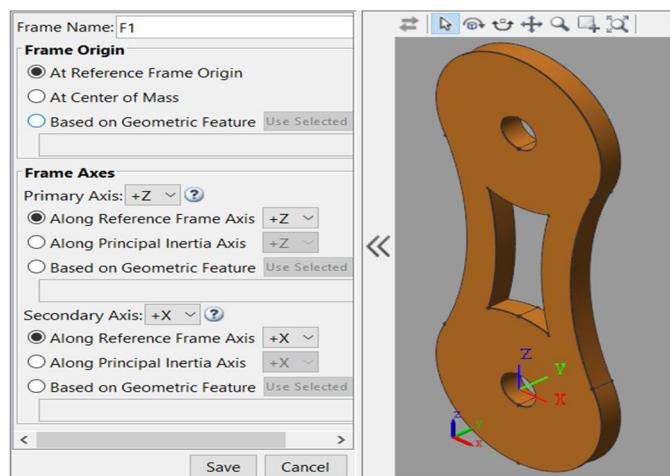 Frame Name: F1
Frame Origin
At Reference Frame Origin
At Center of Mass
Based on Geometric Feature Use Selected
Frame Axes
Primary Axis: +Z ?
Along Reference Frame Axis +Z
Along Principal Inertia Axis +Z
Based on Geometric Feature Use Selected
Secondary Axis: +X ?
Along Reference Frame Axis +X
Along Principal Inertia Axis +X
Based on Geometric Feature Use Selected
Save Cancel
Z
Y
X
Z
Y
X